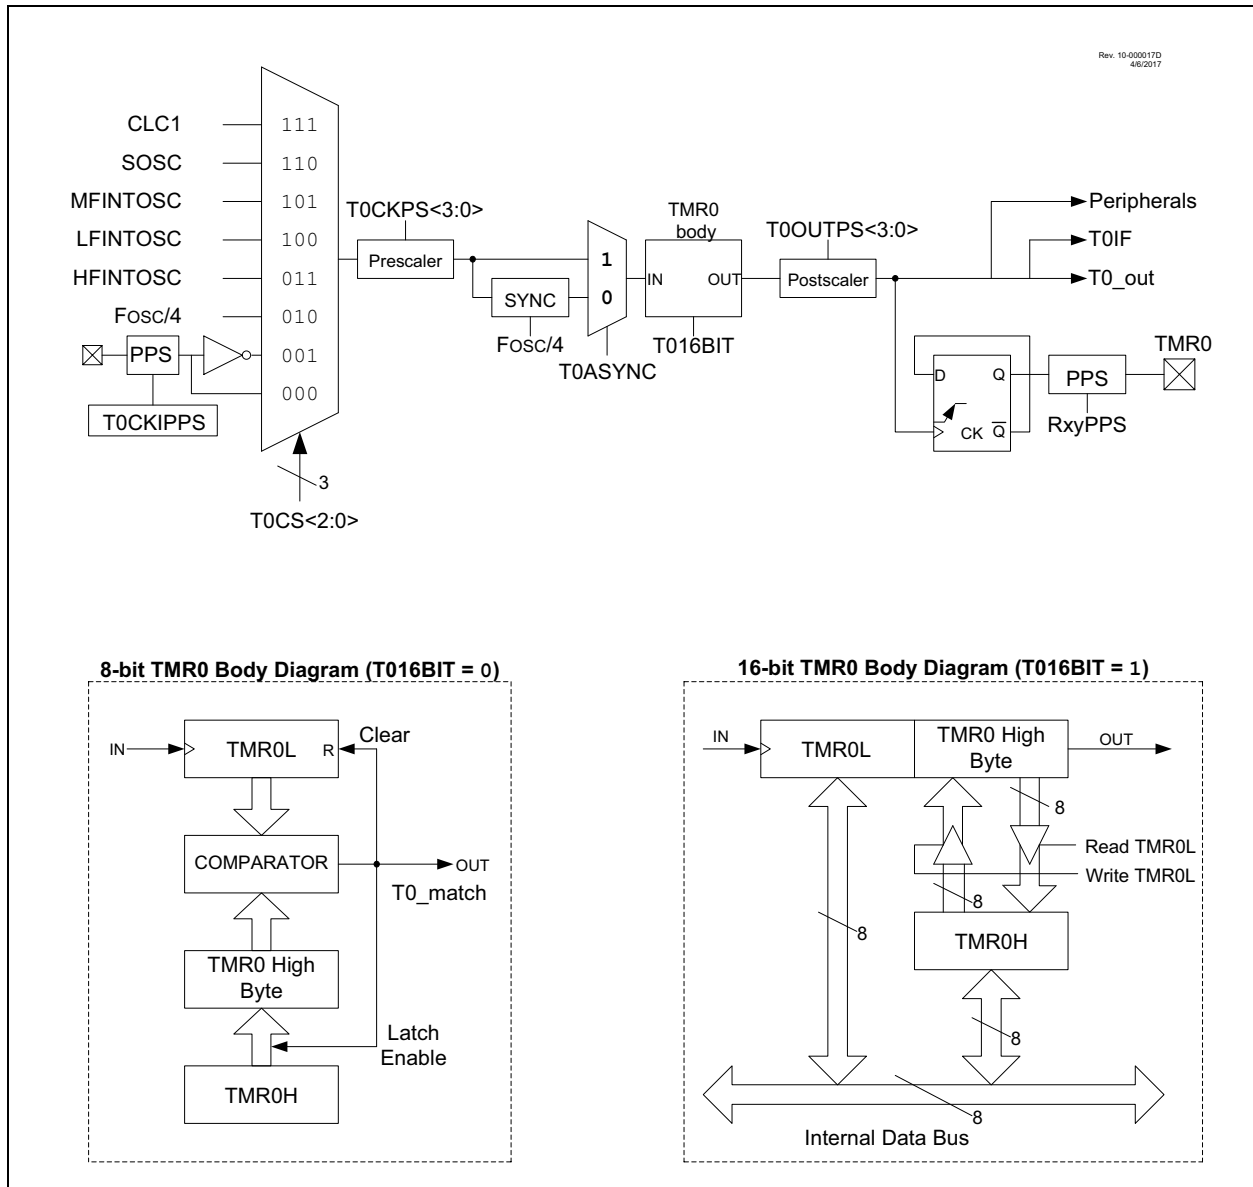 Rev. 10-000017D
4/6/2017
CLC1
111
SOSC
110
MFINTOSC
101
LFINTOSC
100
HFINTOSC
011
FOSC/4
010
PPS
001
000
T0CKIPPS
3
T0CS<2:0>
T0CKPS<3:0>
Prescaler
SYNC
FOSC/4
1
0
T0ASYNC
TMR0
body
IN
OUT
T016BIT
T0OUTPS<3:0>
Postscaler
Peripherals
T0IF
T0_out
D
Q
CK
Q
PPS
RxyPPS
TMR0
8-bit TMR0 Body Diagram (T016BIT = 0)
IN
TMR0L
R
Clear
COMPARATOR
OUT
T0_match
TMR0 High
Byte
Latch
Enable
TMR0H
16-bit TMR0 Body Diagram (T016BIT = 1)
IN
TMR0L
TMR0 High
Byte
OUT
8
Read TMR0L
Write TMR0L
8
8
TMR0H
8
8
Internal Data Bus